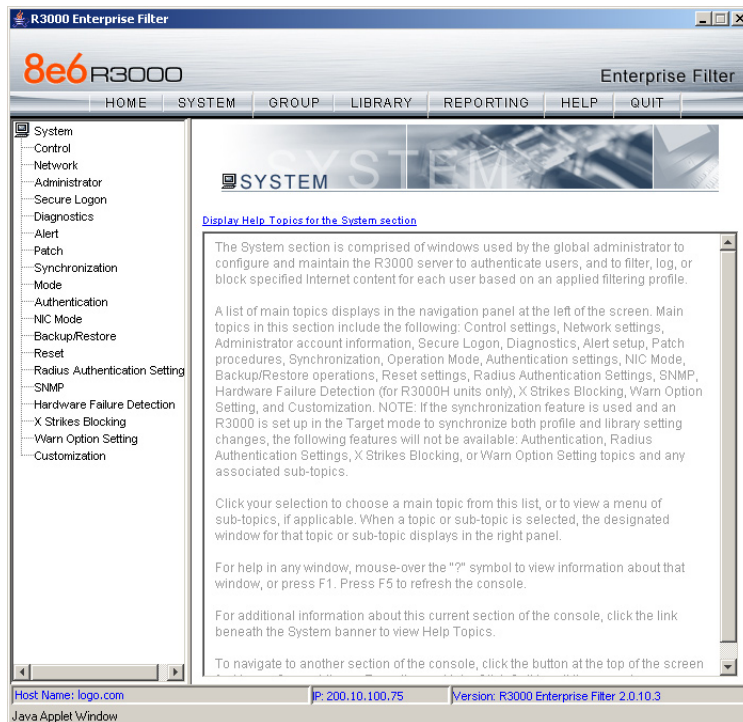 R3000 Enterprise Filter
8e6 R3000
Enterprise Filter
HOME SYSTEM GROUP LIBRARY REPORTING HELP QUIT
System
Control
Network
Administrator
Secure Logon
Diagnostics
Alert
Patch
Synchronization
Mode
Authentication
NIC Mode
Backup/Restore
Reset
Radius Authentication Setting
SNMP
Hardware Failure Detection
X Strikes Blocking
Warn Option Setting
Customization
SYSTEM
SYSTEM
Display Help Topics for the System section
The System section is comprised of windows used by the global administrator to
configure and maintain the R3000 server to authenticate users, and to filter, log, or
block specified Internet content for each user based on an applied filtering profile.
A list of main topics displays in the navigation panel at the left of the screen. Main
topics in this section include the following: Control settings, Network settings,
Administrator account information, Secure Logon, Diagnostics, Alert setup, Patch
procedures, Synchronization, Operation Mode, Authentication settings, NIC Mode,
Backup/Restore operations, Reset settings, Radius Authentication Settings, SNMP,
Hardware Failure Detection (for R3000H units only), X Strikes Blocking, Warn Option
Setting, and Customization. NOTE: If the synchronization feature is used and an
R3000 is set up in the Target mode to synchronize both profile and library setting
changes, the following features will not be available: Authentication, Radius
Authentication Settings, X Strikes Blocking, or Warn Option Setting topics and any
associated sub-topics.
Click your selection to choose a main topic from this list, or to view a menu of
sub-topics, if applicable. When a topic or sub-topic is selected, the designated
window for that topic or sub-topic displays in the right panel.
For help in any window, mouse-over the "?" symbol to view information about that
window, or press F1. Press F5 to refresh the console.
For additional information about this current section of the console, click the link
beneath the System banner to view Help Topics.
To navigate to another section of the console, click the button at the top of the screen
Host Name: logo.com IP: 200.10.100.75 Version: R3000 Enterprise Filter 2.0.10.3
Java Applet Window